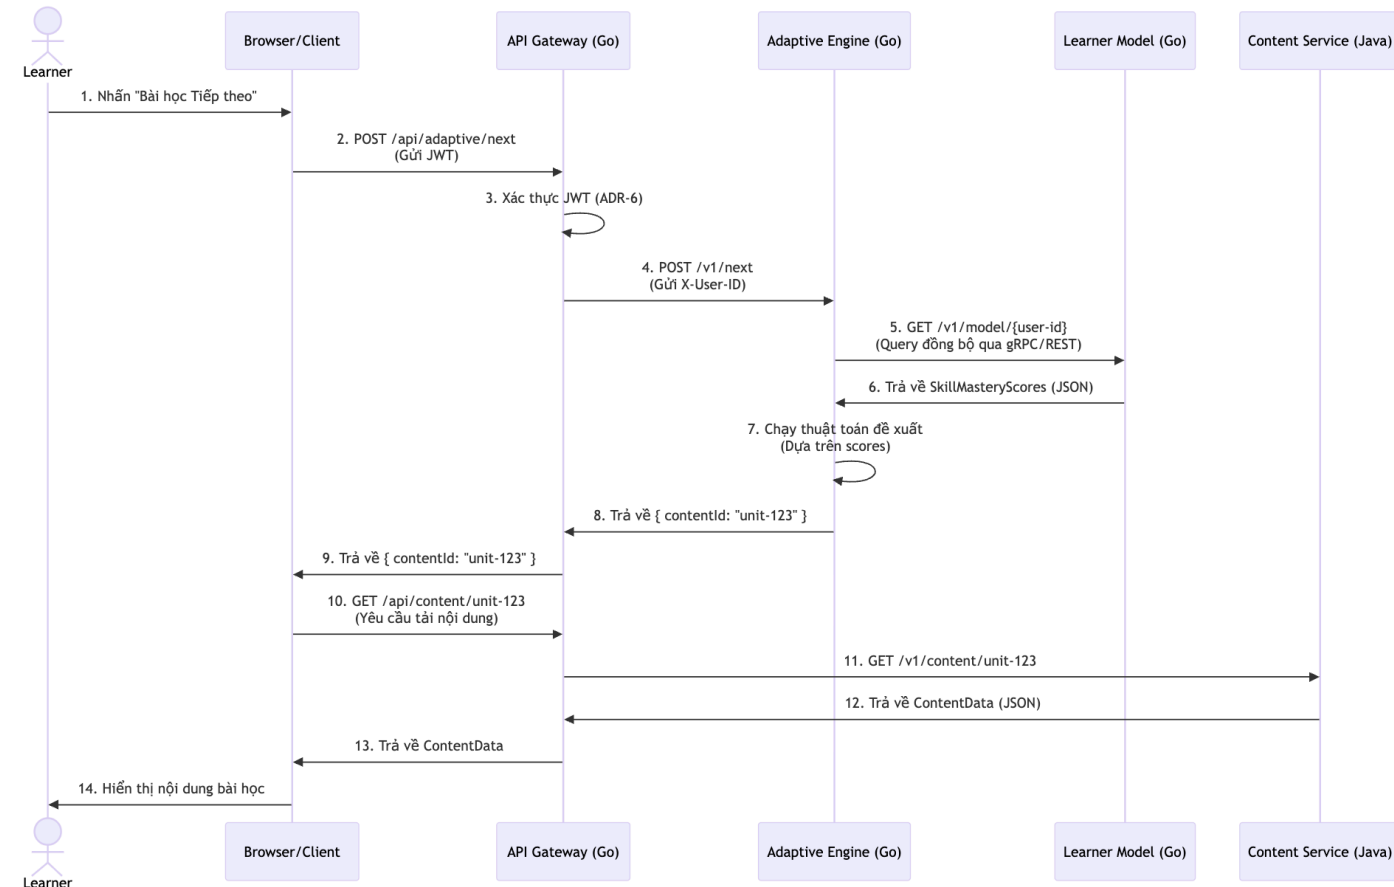 Browser/Client
API Gateway (Go)
Adaptive Engine (Go)
Learner Model (Go)
Content Service (Java)
Learner
1. Nhấn "Bài học Tiếp theo"
2. POST /api/adaptive/next
(Gửi JWT)
3. Xác thực JWT (ADR-6)
4. POST /v1/next
(Gửi X-User-ID)
5. GET /v1/model/{user-id}
(Query đồng bộ qua gRPC/REST)
6. Trả về SkillMasteryScores (JSON)
7. Chạy thuật toán đề xuất
(Dựa trên scores)
8. Trả về { contentId: "unit-123" }
9. Trả về { contentId: "unit-123" }
10. GET /api/content/unit-123
(Yêu cầu tải nội dung)
11. GET /v1/content/unit-123
12. Trả về ContentData (JSON)
13. Trả về ContentData
14. Hiển thị nội dung bài học
Browser/Client
API Gateway (Go)
Adaptive Engine (Go)
Learner Model (Go)
Content Service (Java)
Learner